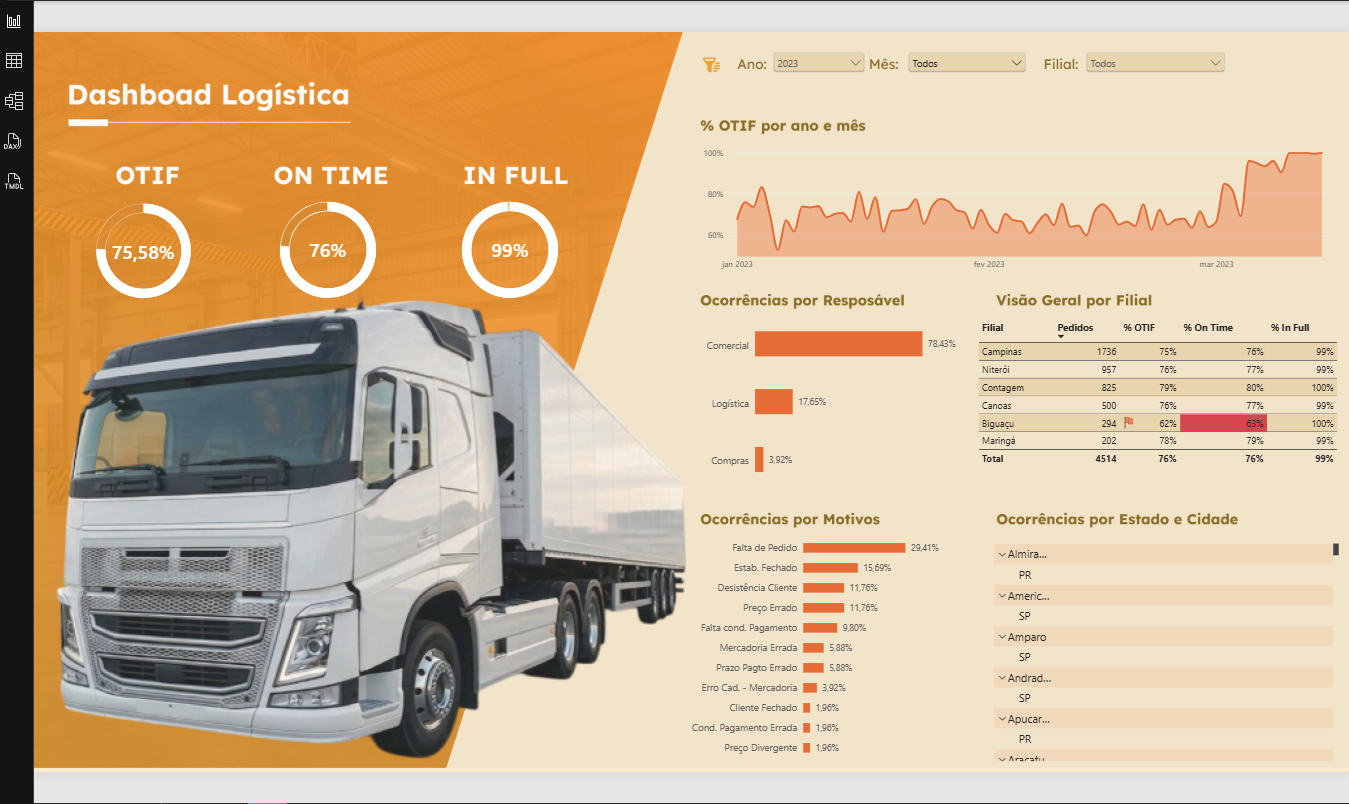 Dashboad Logística
OTIF
ON TIME
IN FULL
75,58%
76%
99%
DAX
TMDL
Ano:
2023
Mês:
Todos
Filial:
Todos
% OTIF por ano e mês
100%
80%
60%
jan 2023
fev 2023
mar 2023
Ocorrências por Resposável
Comercial 78,43%
Logística 17,65%
Compras 3,92%
Visão Geral por Filial
Filial Pedidos % OTIF % On Time % In Full
Campinas 1736 75% 76% 99%
Niterói 957 76% 77% 99%
Contagem 825 79% 80% 100%
Canoas 500 76% 77% 99%
Biguaçu 294 62% 63% 100%
Maringá 202 78% 79% 99%
Total 4514 76% 76% 99%
Ocorrências por Motivos
Falta de Pedido 29,41%
Estab. Fechado 15,69%
Desistência Cliente 11,76%
Preço Errado 11,76%
Falta cond. Pagamento 9,80%
Mercadoria Errada 5,88%
Prazo Pagto Errado 5,88%
Erro Cad. - Mercadoria 3,92%
Cliente Fechado 1,96%
Cond. Pagamento Errada 1,96%
Preço Divergente 1,96%
Ocorrências por Estado e Cidade
Almira...
PR
Americ...
SP
Amparo
SP
Andrad...
SP
Apucar...
PR